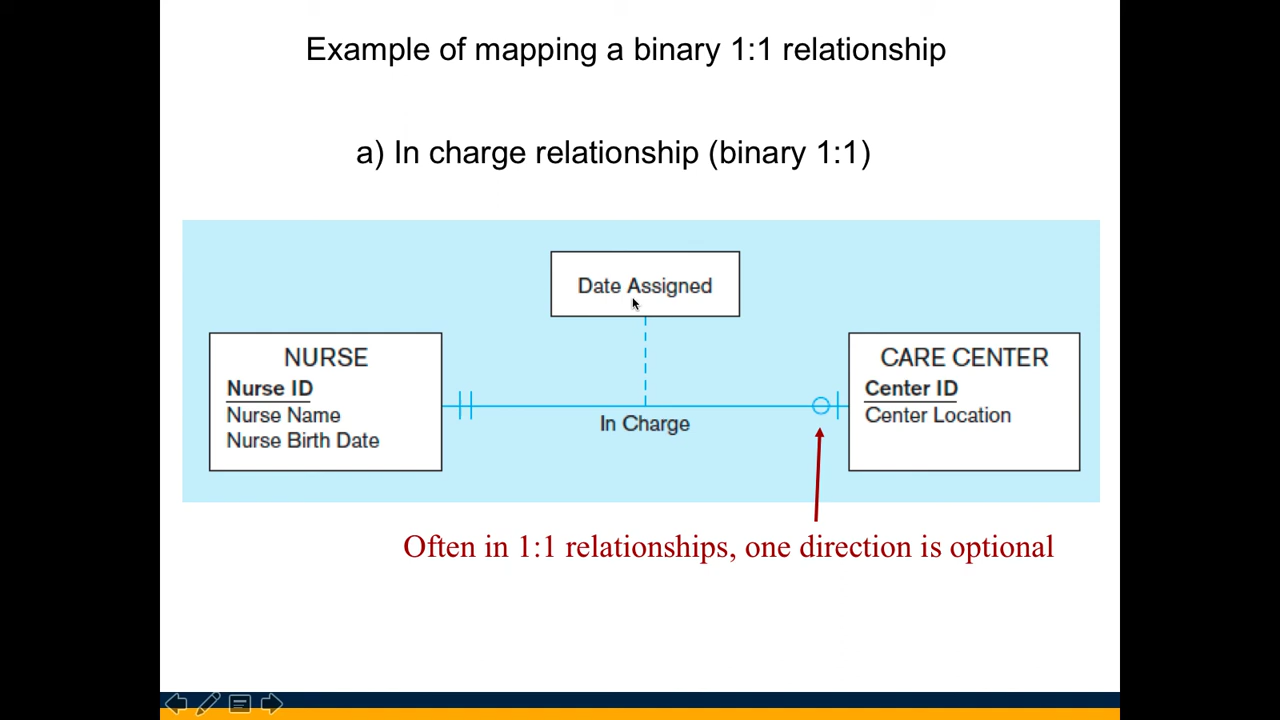 Example of mapping a binary 1:1 relationship
a) In charge relationship (binary 1:1)
Date Assigned
NURSE
Nurse ID
Nurse Name
Nurse Birth Date
In Charge
CARE CENTER
Center ID
Center Location
Often in 1:1 relationships, one direction is optional